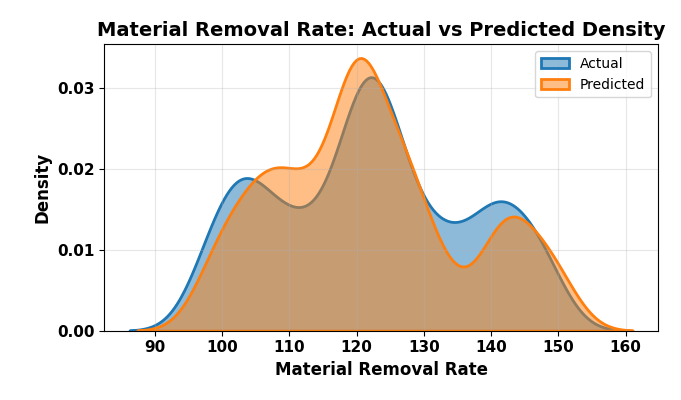 Material Removal Rate: Actual vs Predicted Density
Actual
Predicted
Density
0.03
0.02
0.01
0.00
90 100 110 120 130 140 150 160
Material Removal Rate